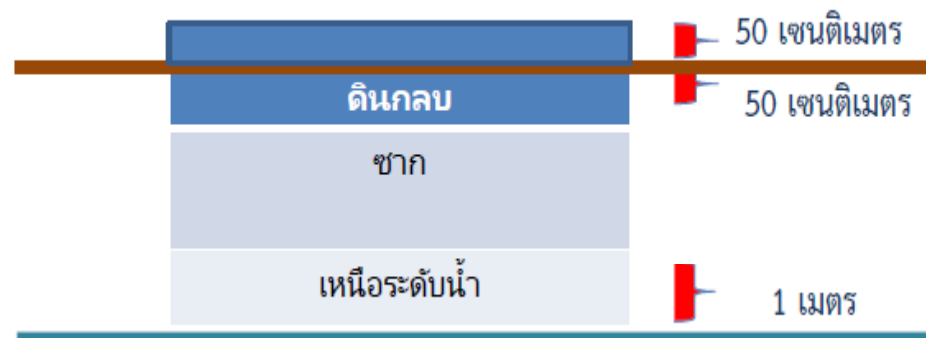 50 เซนติเมตร
ดินกลบ
50 เซนติเมตร
ซาก
เหนือระดับน้ำ
1 เมตร